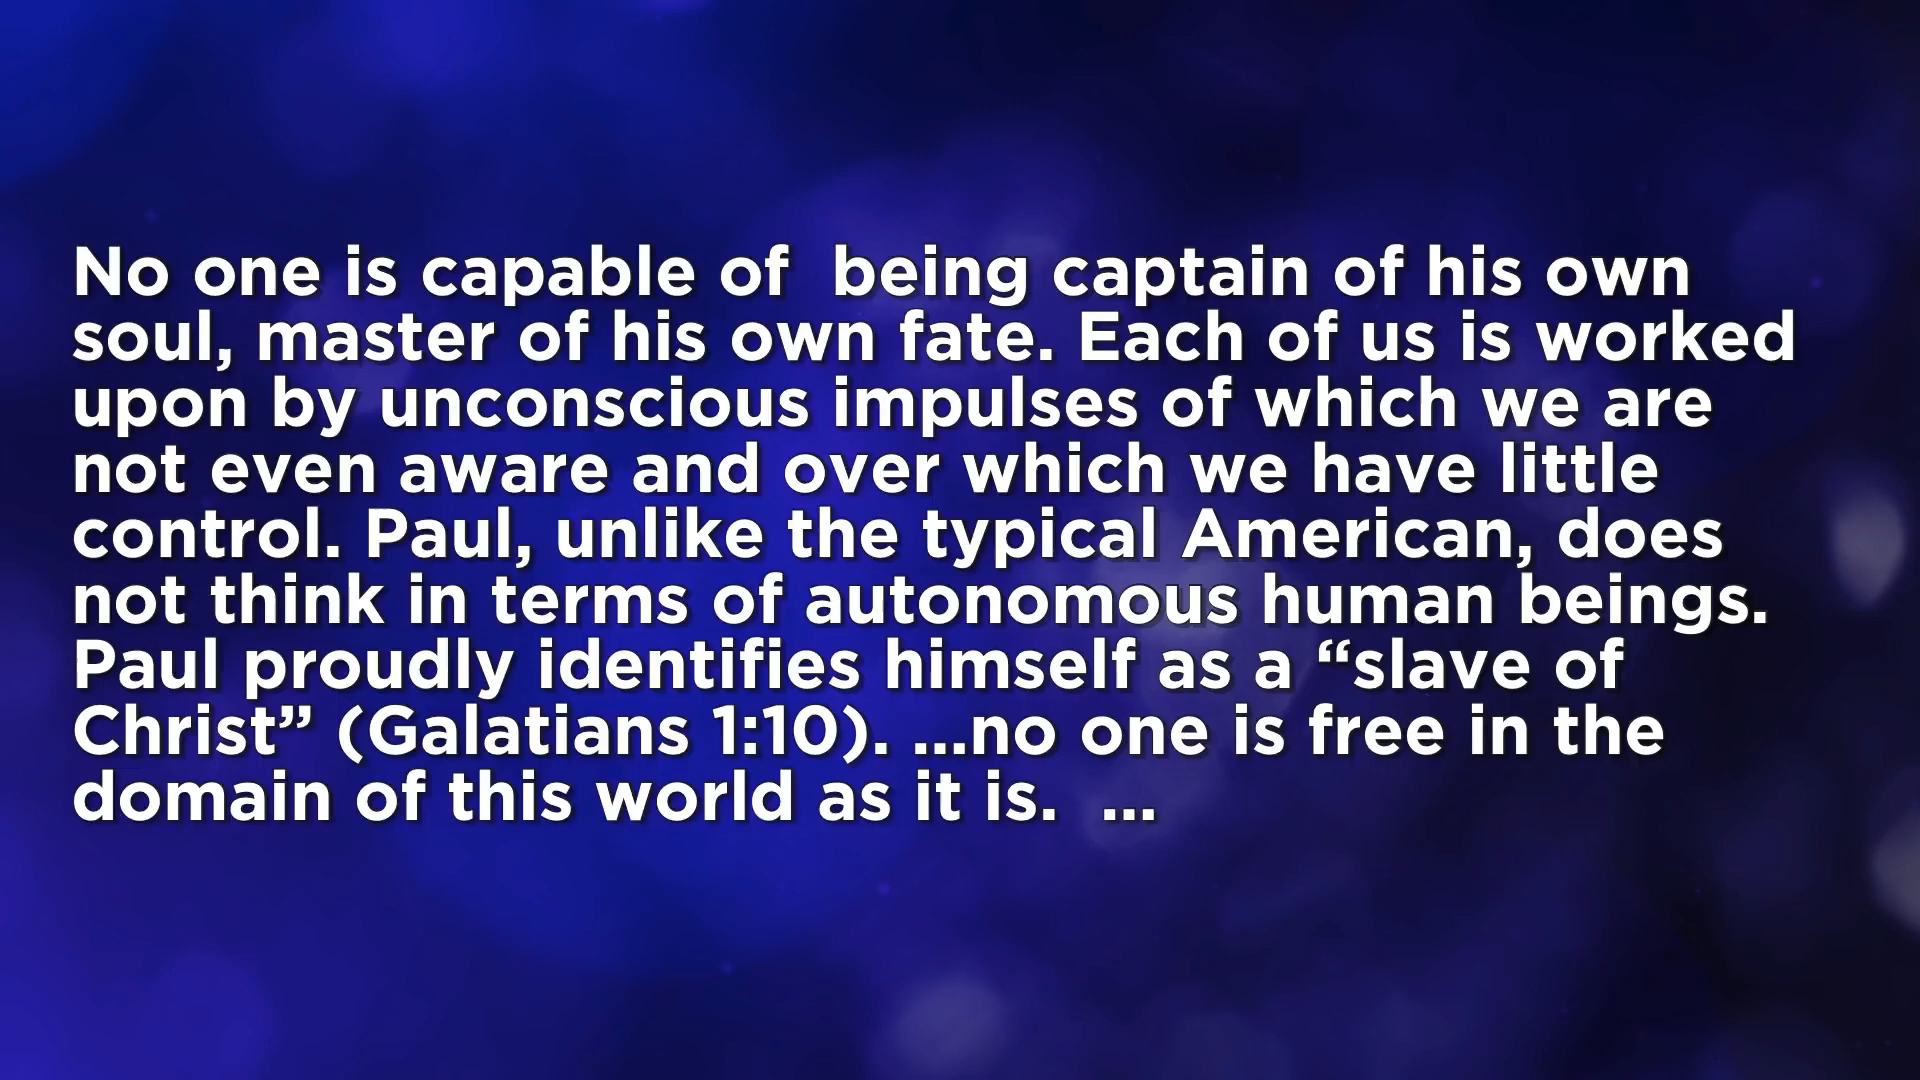 No one is capable of  being captain of his own
soul, master of his own fate. Each of us is worked
upon by unconscious impulses of which we are
not even aware and over which we have little
control. Paul, unlike the typical American, does
not think in terms of autonomous human beings.
Paul proudly identifies himself as a “slave of
Christ” (Galatians 1:10). ...no one is free in the
domain of this world as it is.  ...